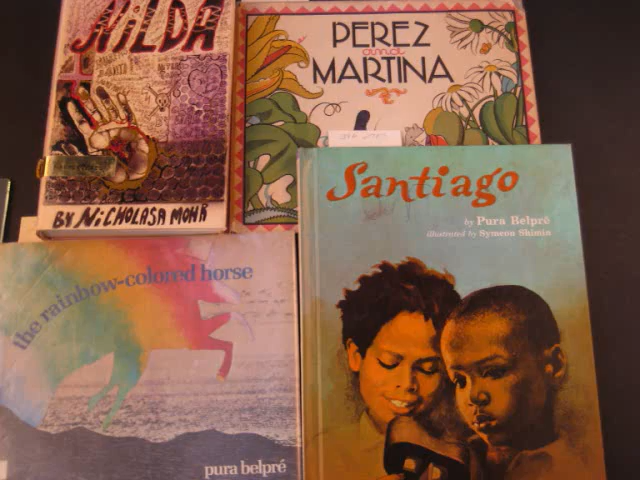 NILDA
BY NICHOLASA MOHR
PEREZ
and
MARTINA
Santiago
by Pura Belpré
illustrated by Symeon Shimin
the rainbow-colored horse
pura belpré